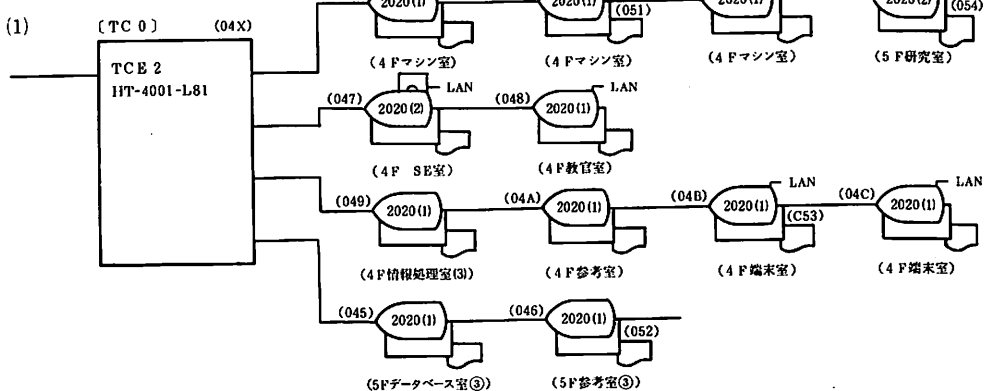 2020(1) 2020(1) 2020(1) 2020(2)
(051) (054)
(1) [TC 0] (04X)
TCE 2
HT-4001-L81
(4Fマシン室) (4Fマシン室) (4Fマシン室) (5F研究室)
LAN LAN
(047) 2020(2) (048) 2020(1)
(4F SE室) (4F教官室)
LAN LAN
(049) 2020(1) (04A) 2020(1) (04B) 2020(1) (04C) 2020(1)
(C53)
(4F情報処理室(3)) (4F参考室) (4F端末室) (4F端末室)
(045) 2020(1) (046) 2020(1)
(052)
(5Fデータベース室③) (5F参考室③)